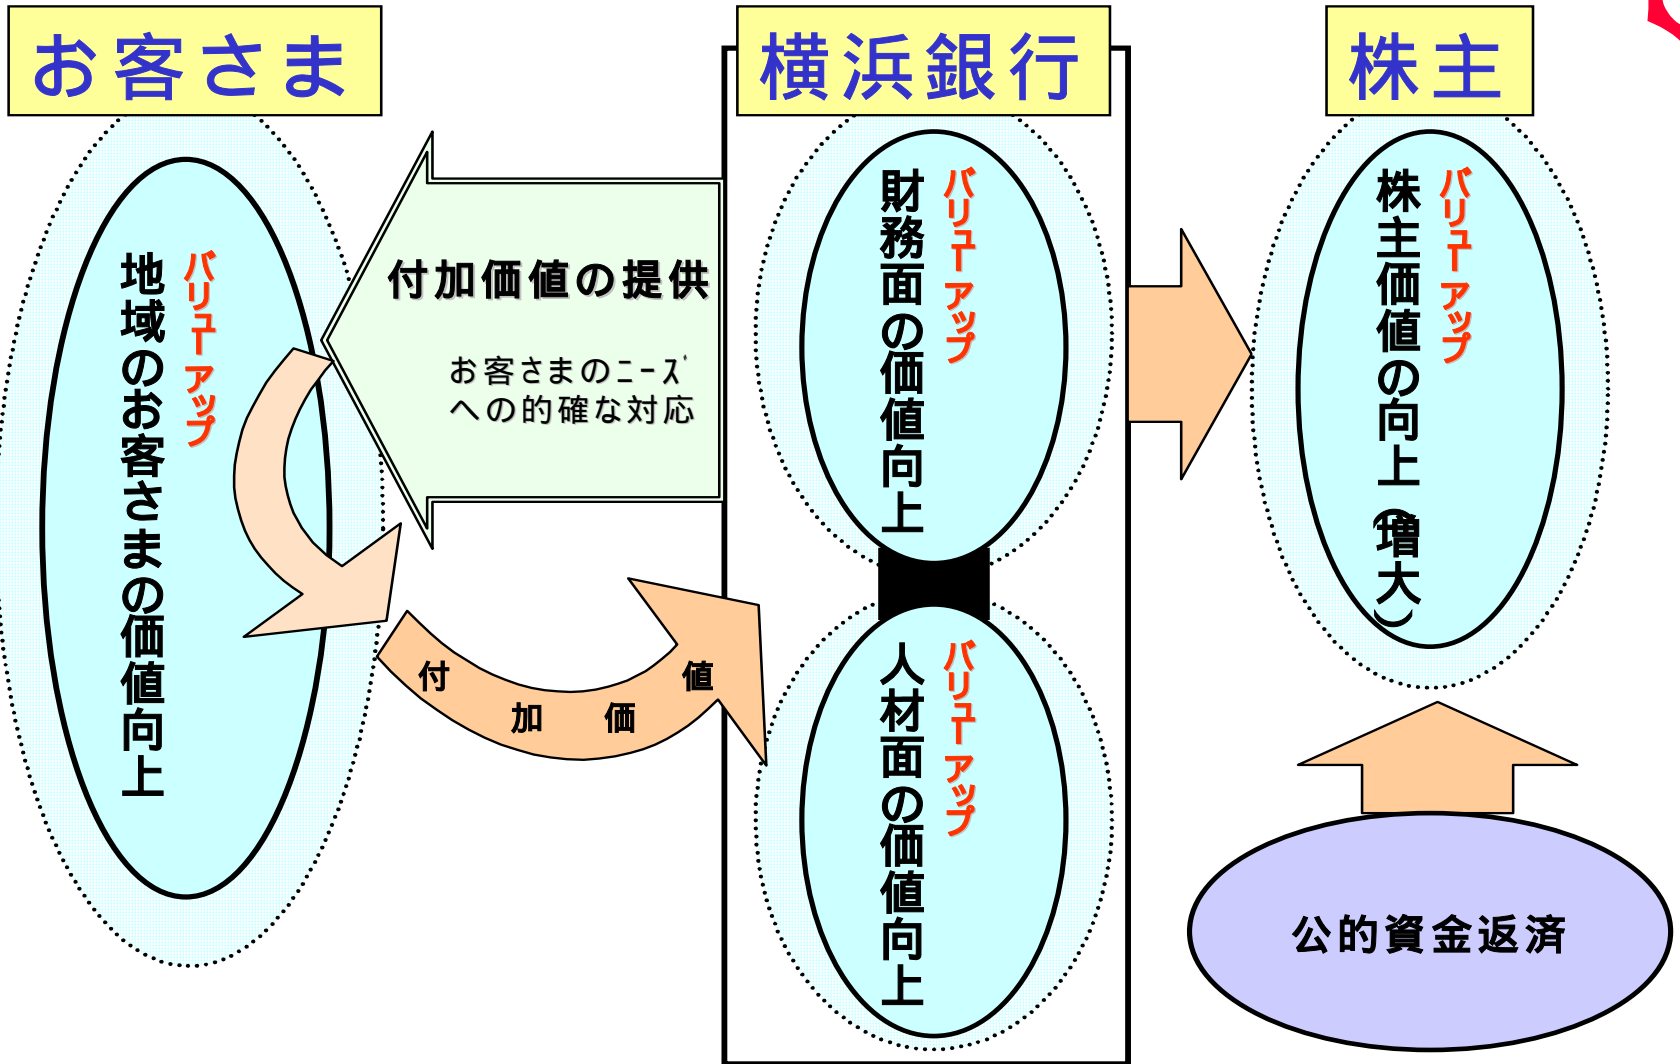 お客さま
横浜銀行
株主
バリューアップ
地域のお客さまの価値向上
付加価値の提供
お客さまのﾆｰｽﾞ
への的確な対応
付加価値
バリューアップ
財務面の価値向上
バリューアップ
人材面の価値向上
バリューアップ
株主価値の向上（増大）
公的資金返済